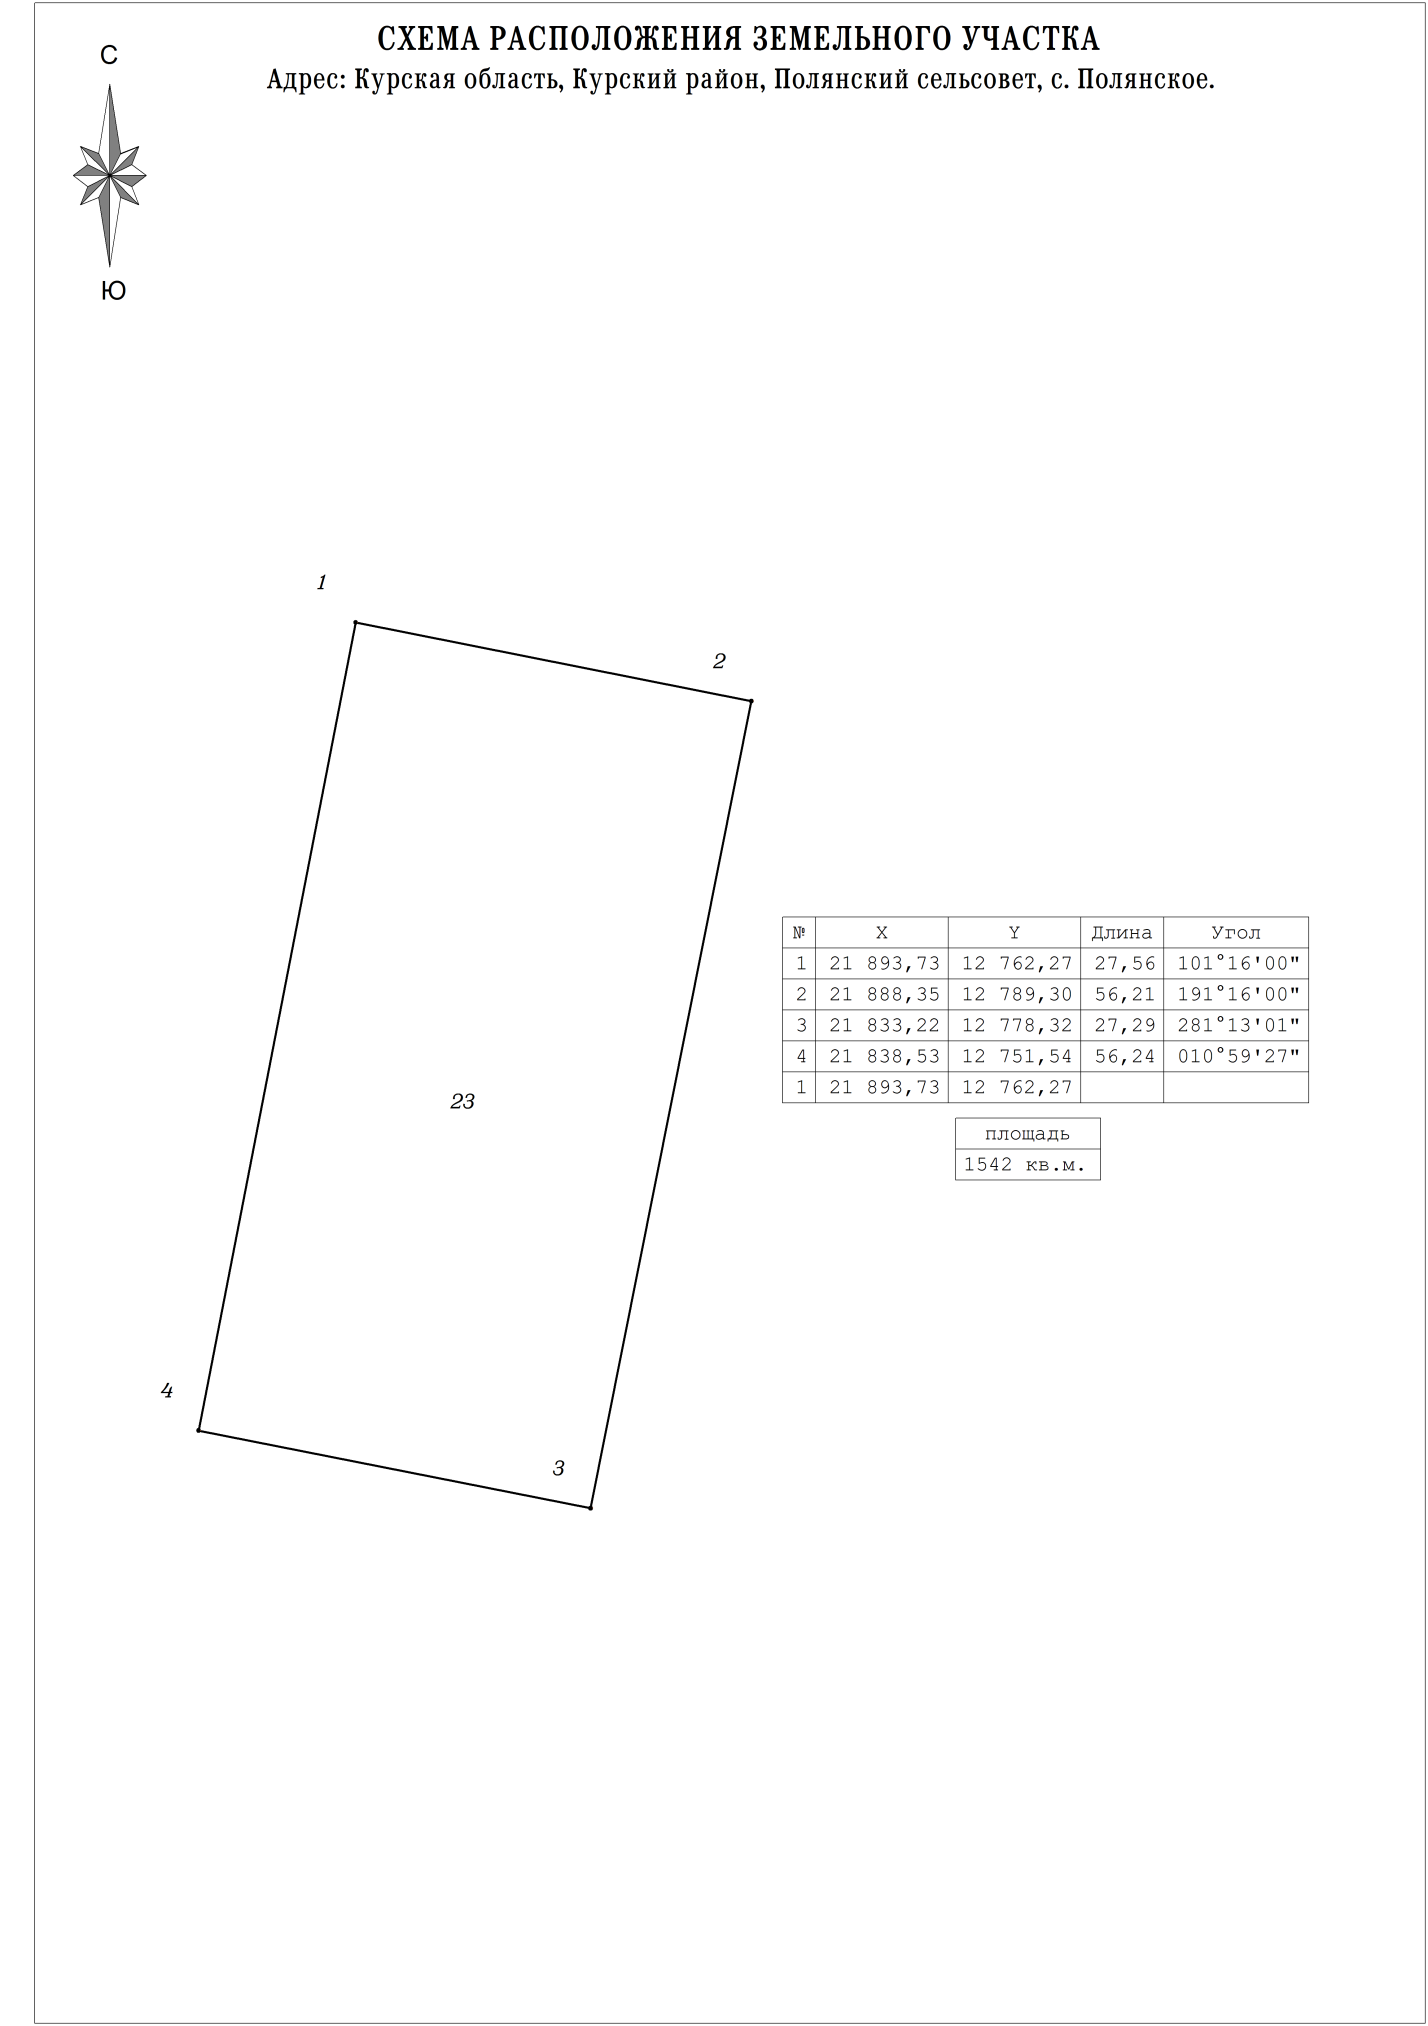 СХЕМА РАСПОЛОЖЕНИЯ ЗЕМЕЛЬНОГО УЧАСТКА
Адрес: Курская область, Курский район, Полянский сельсовет, с. Полянское.
С
Ю
1
2
№ X Y Длина Угол
1 21 893,73 12 762,27 27,56 101°16'00"
2 21 888,35 12 789,30 56,21 191°16'00"
3 21 833,22 12 778,32 27,29 281°13'01"
4 21 838,53 12 751,54 56,24 010°59'27"
1 21 893,73 12 762,27
23
площадь
1542 кв.м.
4
3